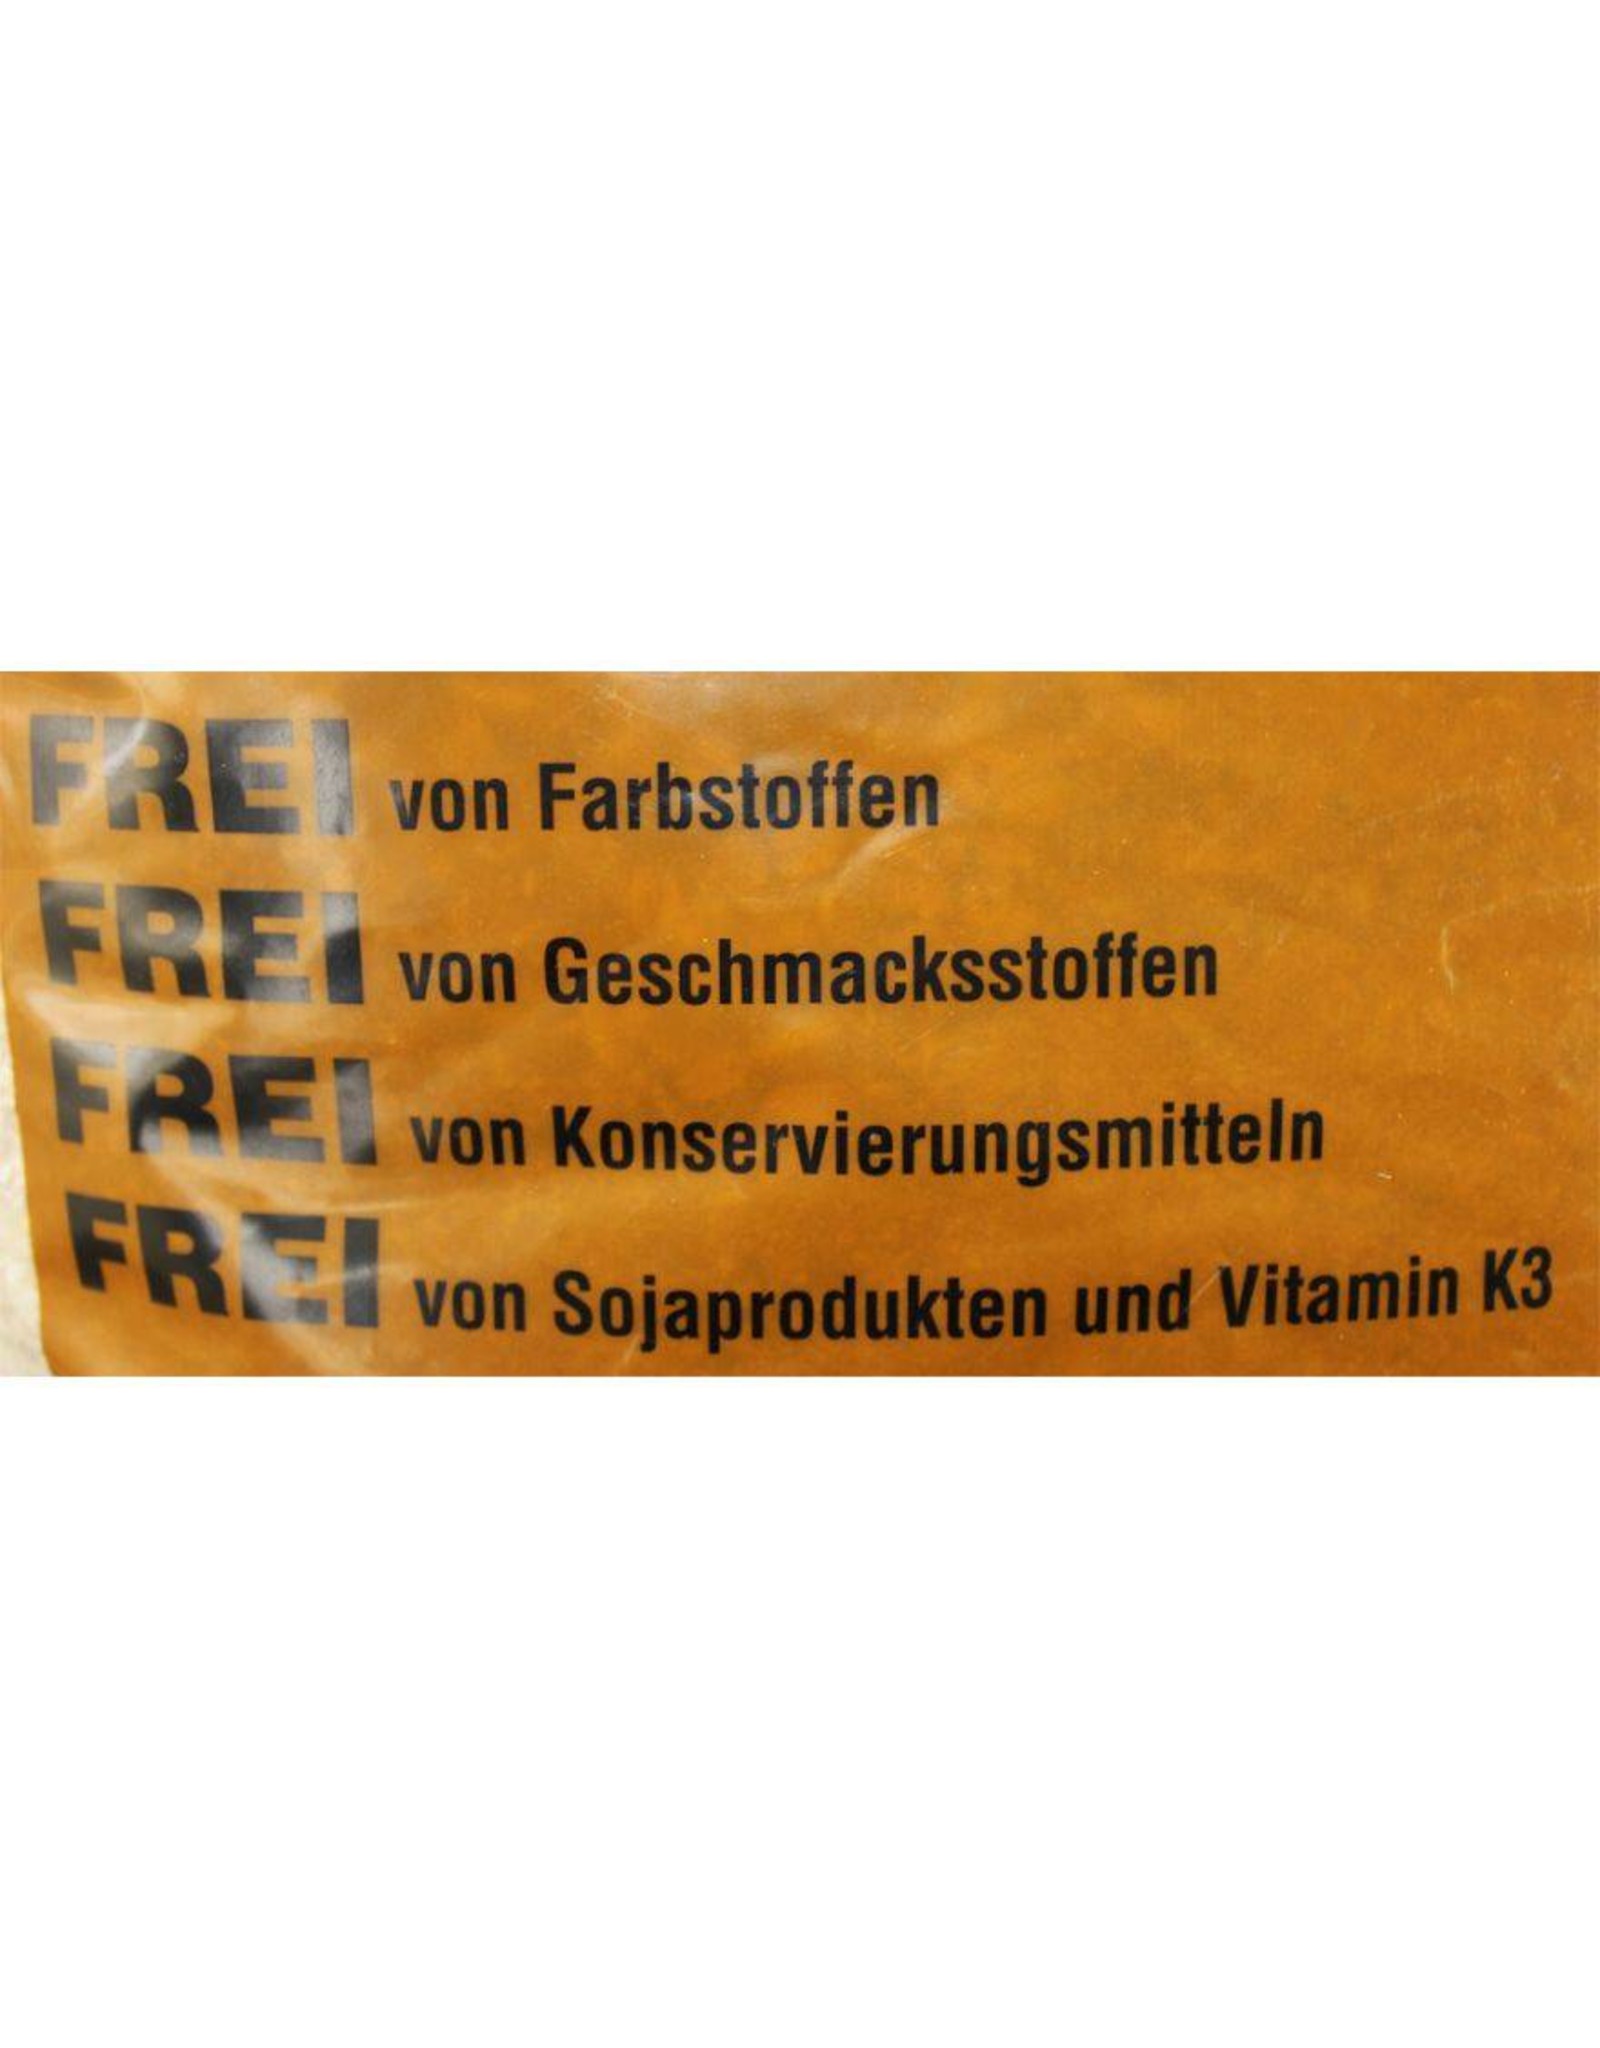 FREI von Farbstoffen
FREI von Geschmacksstoffen
FREI von Konservierungsmitteln
FREI von Sojaprodukten und Vitamin K3